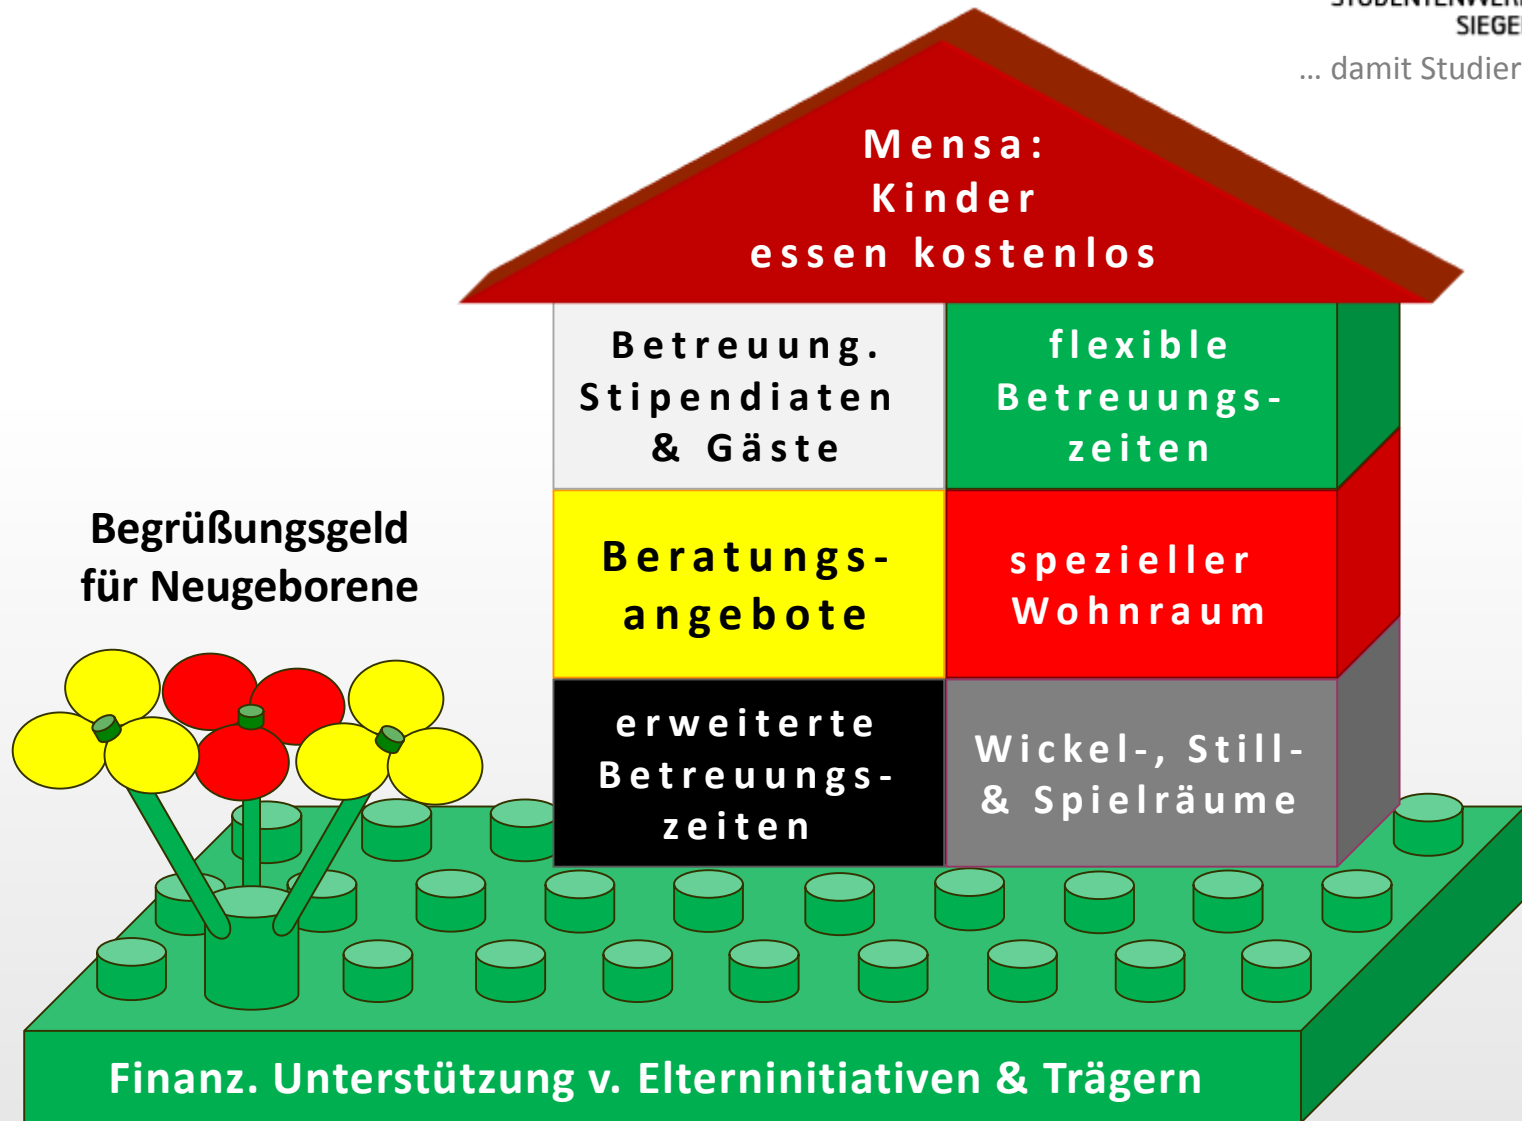 SIEGE
... damit Studier
Mensa:
Kinder
essen kostenlos
Betreuung.
Stipendiaten
& Gäste
flexible
Betreuungs-
zeiten
Begrüßungsgeld
für Neugeborene
Beratungs-
angebote
spezieller
Wohnraum
erweiterte
Betreuungs-
zeiten
Wickel-, Still-
& Spielräume
Finanz. Unterstützung v. Elterninitiativen & Trägern